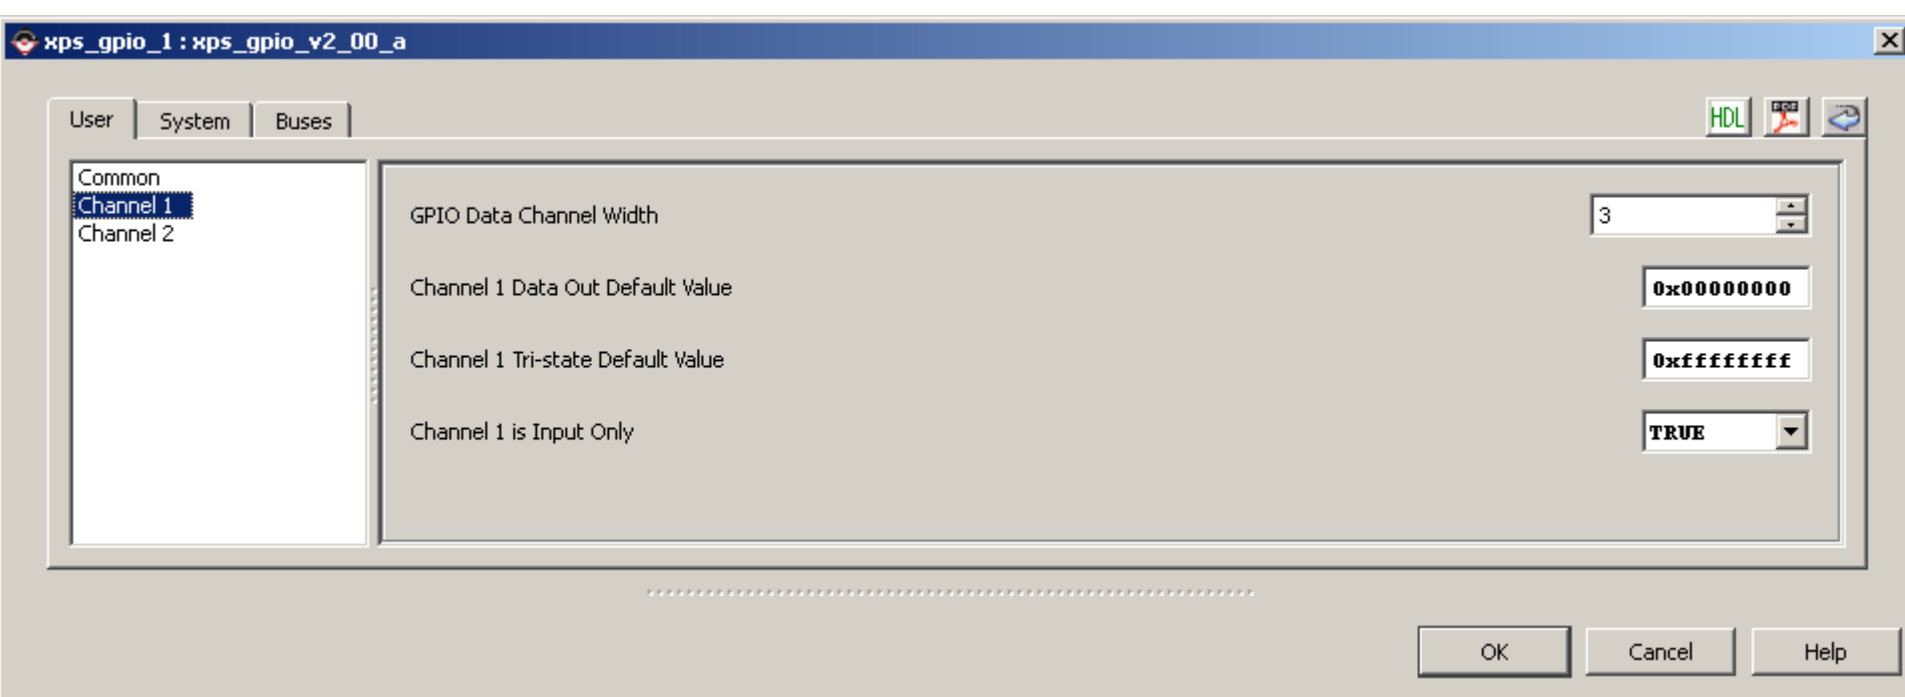 xps_gpio_1 : xps_gpio_v2_00_a
User System Buses
HDL PDF
Common
Channel 1
Channel 2
GPIO Data Channel Width 3
Channel 1 Data Out Default Value 0x00000000
Channel 1 Tri-state Default Value 0xffffffff
Channel 1 is Input Only TRUE
OK Cancel Help